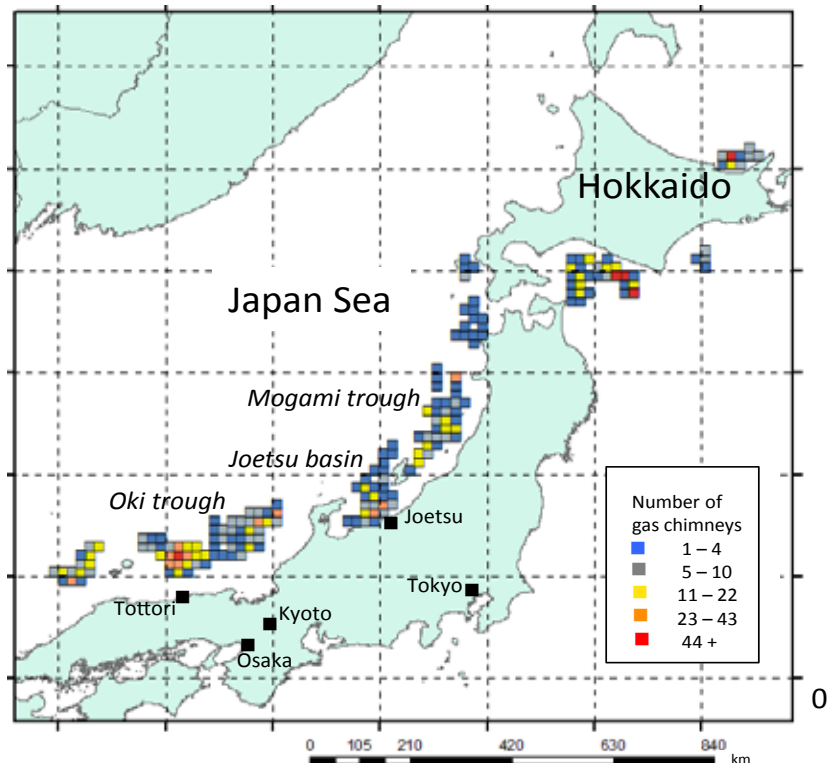 Hokkaido
Japan Sea
Mogami trough
Joetsu basin
Oki trough
Joetsu
Tokyo
Tottori
Kyoto
Osaka
Number of
gas chimneys
1 – 4
5 – 10
11 – 22
23 – 43
44 +
0
0 105 210 420 630 840
km